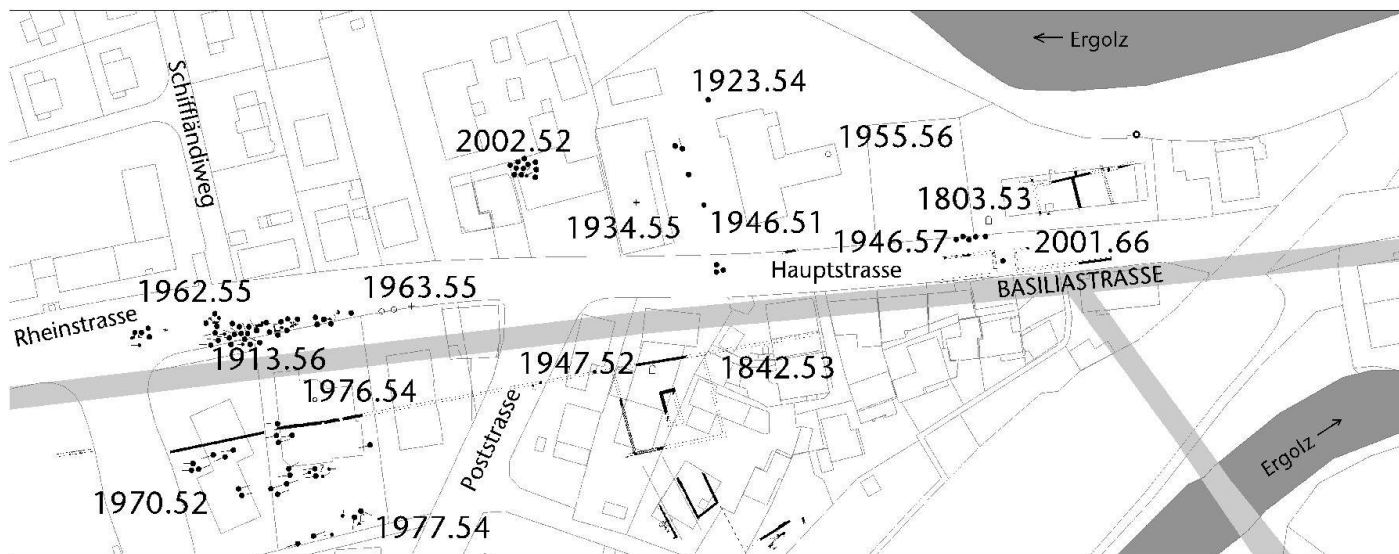 ← Ergolz
Schiffländiweg
1923.54
2002.52
1955.56
1803.53
1934.55
1946.51
1946.57
2001.66
Hauptstrasse
BASILIASTRASSE
1962.55
1963.55
Rheinstrasse
1913.56
1947.52
1842.53
1976.54
Poststrasse
Ergolz →
1970.52
1977.54